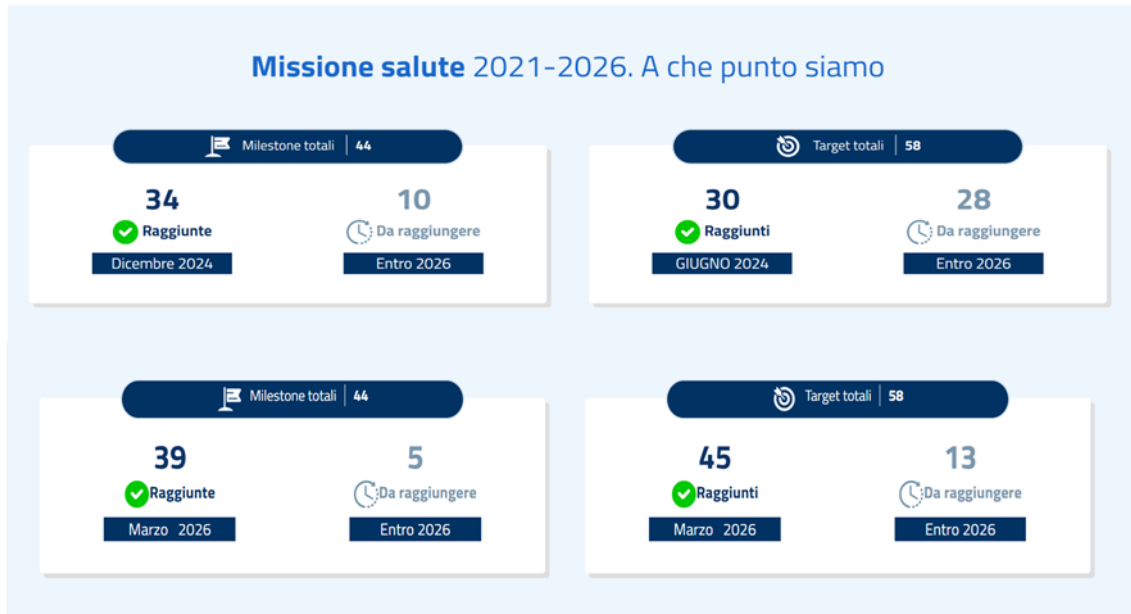 Missione salute 2021-2026. A che punto siamo
Milestone totali | 44
34
Raggiunte
Dicembre 2024
10
Da raggiungere
Entro 2026
Target totali | 58
30
Raggiunti
GIUGNO 2024
28
Da raggiungere
Entro 2026
Milestone totali | 44
39
Raggiunte
Marzo 2026
5
Da raggiungere
Entro 2026
Target totali | 58
45
Raggiunti
Marzo 2026
13
Da raggiungere
Entro 2026